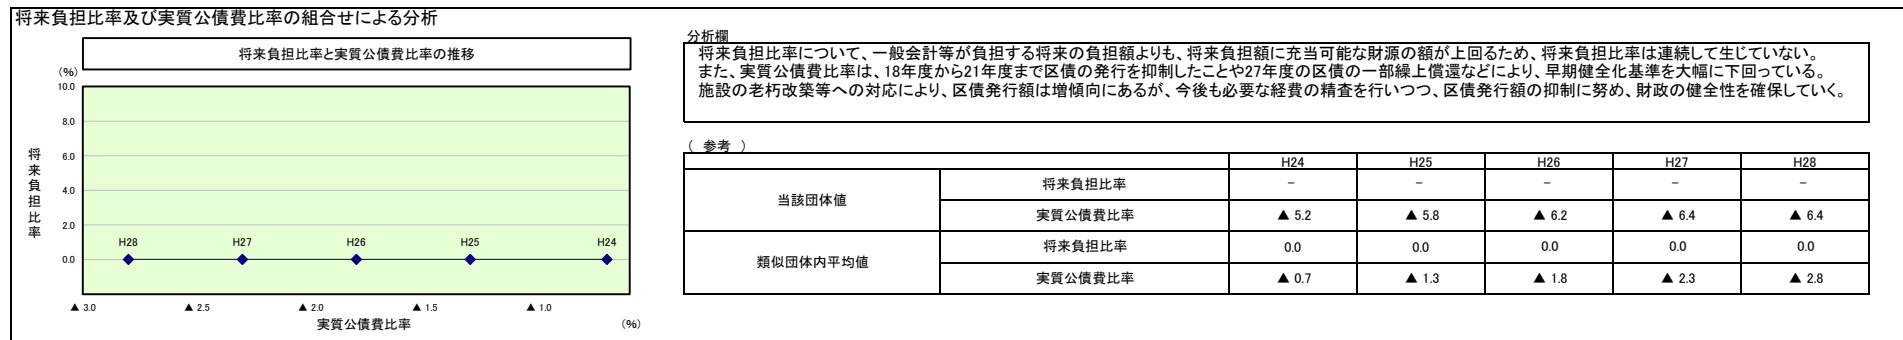 将来負担比率及び実質公債費比率の組合せによる分析
将来負担比率と実質公債費比率の推移
(%)
10.0
8.0
6.0
4.0
2.0
0.0
将来負担比率
H28 H27 H26 H25 H24
▲ 3.0 ▲ 2.5 ▲ 2.0 ▲ 1.5 ▲ 1.0
実質公債費比率 (%)
分析欄
将来負担比率について、一般会計等が負担する将来の負担額よりも、将来負担額に充当可能な財源の額が上回るため、将来負担比率は連続して生じていない。
また、実質公債費比率は、18年度から21年度まで区債の発行を抑制したことや27年度の区債の一部繰上償還などにより、早期健全化基準を大幅に下回っている。
施設の老朽改築等への対応により、区債発行額は増傾向にあるが、今後も必要な経費の精査を行いつつ、区債発行額の抑制に努め、財政の健全性を確保していく。
（ 参考 ）
H24 H25 H26 H27 H28
当該団体値
将来負担比率 － － － － －
実質公債費比率 ▲ 5.2 ▲ 5.8 ▲ 6.2 ▲ 6.4 ▲ 6.4
類似団体内平均値
将来負担比率 0.0 0.0 0.0 0.0 0.0
実質公債費比率 ▲ 0.7 ▲ 1.3 ▲ 1.8 ▲ 2.3 ▲ 2.8